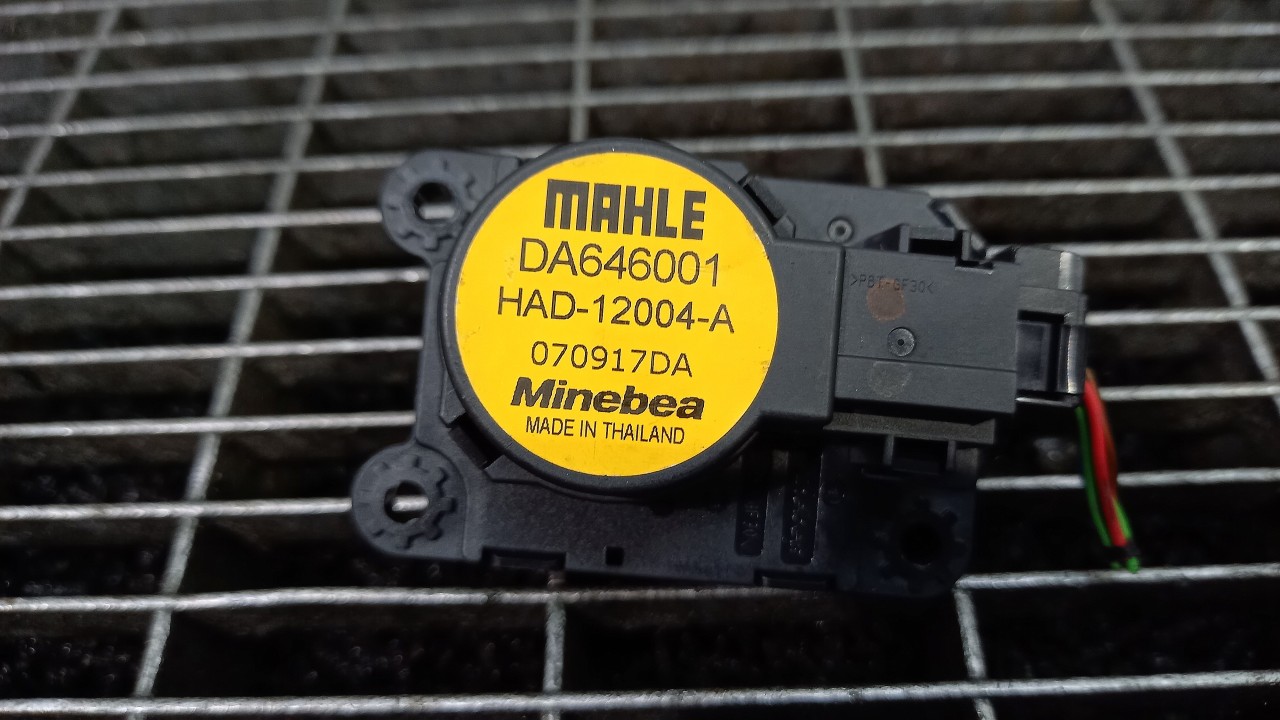 MAHLE
DA646001
HAD-12004-A
070917DA
Minebea
MADE IN THAILAND
>PBT-GF30<